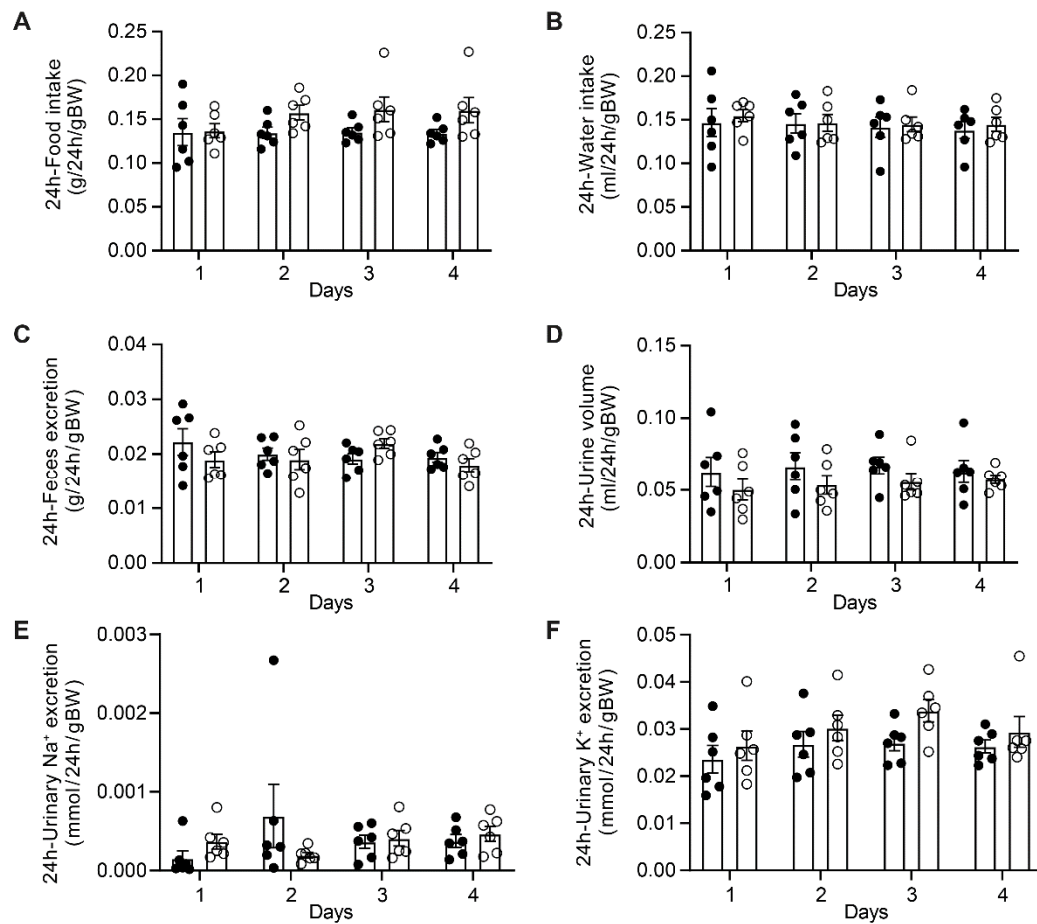 A
24h-Food intake
(g/24h/gBW)
0.25
0.20
0.15
0.10
0.05
0.00
1 2 3 4
Days
B
24h-Water intake
(ml/24h/gBW)
0.25
0.20
0.15
0.10
0.05
0.00
1 2 3 4
Days
C
24h-Feces excretion
(g/24h/gBW)
0.04
0.03
0.02
0.01
0.00
1 2 3 4
Days
D
24h-Urine volume
(ml/24h/gBW)
0.15
0.10
0.05
0.00
1 2 3 4
Days
E
24h-Urinary Na⁺ excretion
(mmol/24h/gBW)
0.003
0.002
0.001
0.000
1 2 3 4
Days
F
24h-Urinary K⁺ excretion
(mmol/24h/gBW)
0.05
0.04
0.03
0.02
0.01
0.00
1 2 3 4
Days